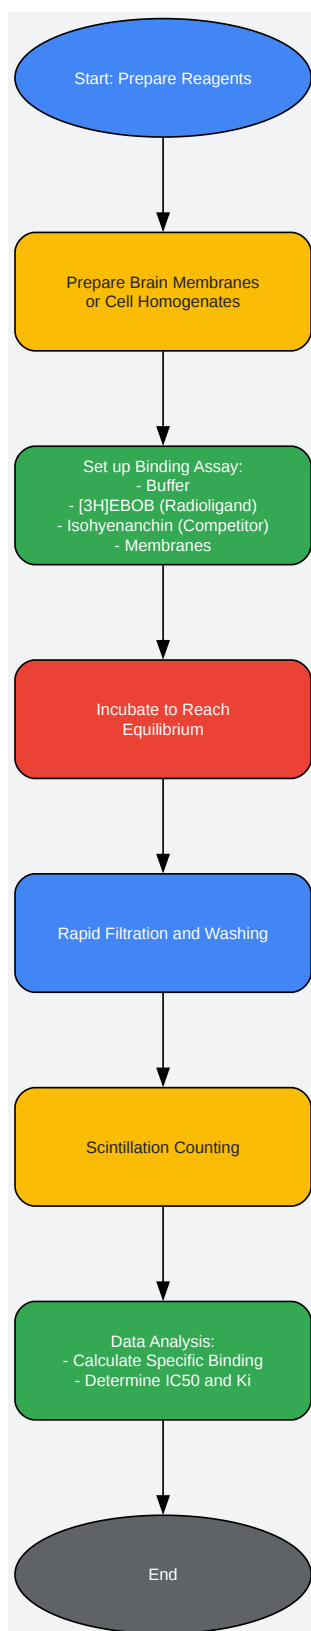 Start: Prepare Reagents
Prepare Brain Membranes
or Cell Homogenates
Set up Binding Assay:
- Buffer
- [3H]EBOB (Radioligand)
- Isohyenanchin (Competitor)
- Membranes
Incubate to Reach
Equilibrium
Rapid Filtration and Washing
Scintillation Counting
Data Analysis:
- Calculate Specific Binding
- Determine IC50 and Ki
End